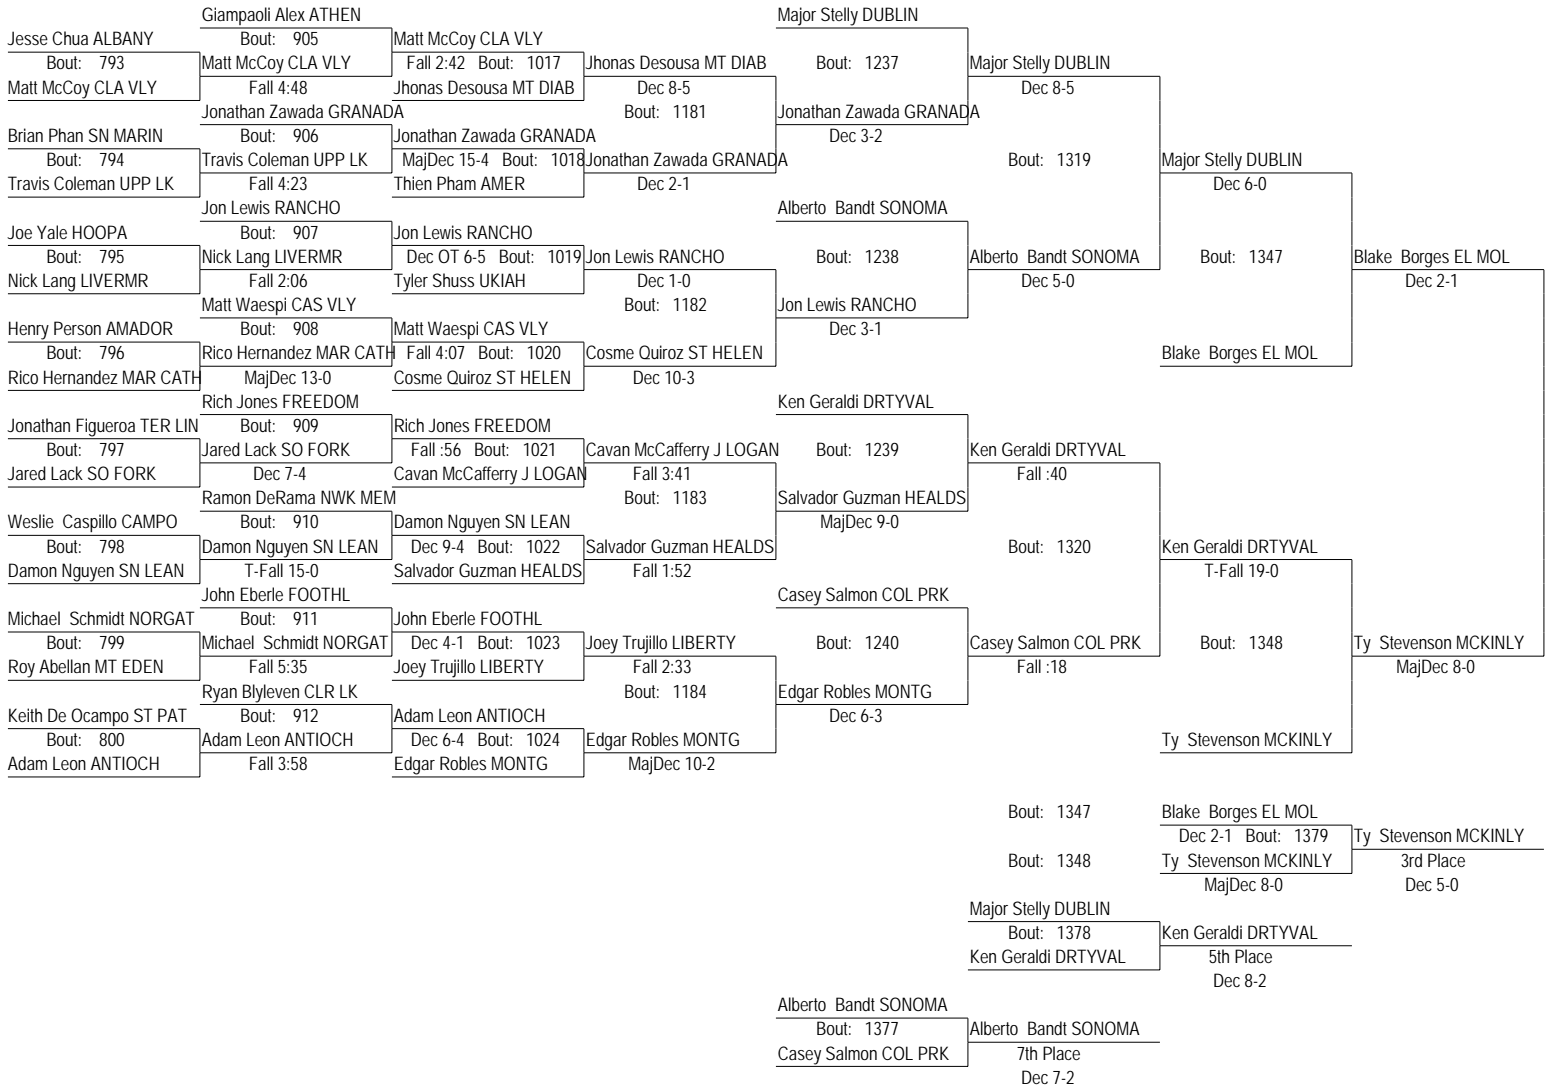 Giampaoli Alex ATHEN Major Stelly DUBLIN
Jesse Chua ALBANY Bout: 905 Matt McCoy CLA VLY
Bout: 793 Matt McCoy CLA VLY Fall 2:42 Bout: 1017 Jhonas Desousa MT DIAB Bout: 1237 Major Stelly DUBLIN
Matt McCoy CLA VLY Fall 4:48 Jhonas Desousa MT DIAB Dec 8-5 Dec 8-5
Jonathan Zawada GRANADA Bout: 1181 Jonathan Zawada GRANADA
Brian Phan SN MARIN Bout: 906 Jonathan Zawada GRANADA Dec 3-2
Bout: 794 Travis Coleman UPP LK MajDec 15-4 Bout: 1018 Jonathan Zawada GRANADA Bout: 1319 Major Stelly DUBLIN
Travis Coleman UPP LK Fall 4:23 Thien Pham AMER Dec 2-1 Dec 6-0
Jon Lewis RANCHO Alberto Bandt SONOMA
Joe Yale HOOPA Bout: 907 Jon Lewis RANCHO
Bout: 795 Nick Lang LIVERMR Dec OT 6-5 Bout: 1019 Jon Lewis RANCHO Bout: 1238 Alberto Bandt SONOMA Bout: 1347 Blake Borges EL MOL
Nick Lang LIVERMR Fall 2:06 Tyler Shuss UKIAH Dec 1-0 Dec 5-0 Dec 2-1
Matt Waespi CAS VLY Bout: 1182 Jon Lewis RANCHO
Henry Person AMADOR Bout: 908 Matt Waespi CAS VLY Dec 3-1
Bout: 796 Rico Hernandez MAR CATH Fall 4:07 Bout: 1020 Cosme Quiroz ST HELEN Blake Borges EL MOL
Rico Hernandez MAR CATH MajDec 13-0 Cosme Quiroz ST HELEN Dec 10-3
Rich Jones FREEDOM Ken Geraldi DRTYVAL
Jonathan Figueroa TER LIN Bout: 909 Rich Jones FREEDOM
Bout: 797 Jared Lack SO FORK Fall :56 Bout: 1021 Cavan McCafferry J LOGAN Bout: 1239 Ken Geraldi DRTYVAL
Jared Lack SO FORK Dec 7-4 Cavan McCafferry J LOGAN Fall 3:41 Fall :40
Ramon DeRama NWK MEM Bout: 1183 Salvador Guzman HEALDS
Weslie Caspillo CAMPO Bout: 910 Damon Nguyen SN LEAN MajDec 9-0
Bout: 798 Damon Nguyen SN LEAN Dec 9-4 Bout: 1022 Salvador Guzman HEALDS Bout: 1320 Ken Geraldi DRTYVAL
Damon Nguyen SN LEAN T-Fall 15-0 Salvador Guzman HEALDS Fall 1:52 T-Fall 19-0
John Eberle FOOTHL Casey Salmon COL PRK
Michael Schmidt NORGAT Bout: 911 John Eberle FOOTHL
Bout: 799 Michael Schmidt NORGAT Dec 4-1 Bout: 1023 Joey Trujillo LIBERTY Bout: 1240 Casey Salmon COL PRK Bout: 1348 Ty Stevenson MCKINLY
Roy Abellan MT EDEN Fall 5:35 Joey Trujillo LIBERTY Fall 2:33 Fall :18 MajDec 8-0
Ryan Blyleven CLR LK Bout: 1184 Edgar Robles MONTG
Keith De Ocampo ST PAT Bout: 912 Adam Leon ANTIOCH Dec 6-3
Bout: 800 Adam Leon ANTIOCH Dec 6-4 Bout: 1024 Edgar Robles MONTG Ty Stevenson MCKINLY
Adam Leon ANTIOCH Fall 3:58 Edgar Robles MONTG MajDec 10-2
Bout: 1347 Blake Borges EL MOL
Dec 2-1 Bout: 1379 Ty Stevenson MCKINLY
Bout: 1348 Ty Stevenson MCKINLY 3rd Place
MajDec 8-0 Dec 5-0
Major Stelly DUBLIN
Bout: 1378 Ken Geraldi DRTYVAL
Ken Geraldi DRTYVAL 5th Place
Dec 8-2
Alberto Bandt SONOMA
Bout: 1377 Alberto Bandt SONOMA
Casey Salmon COL PRK 7th Place
Dec 7-2